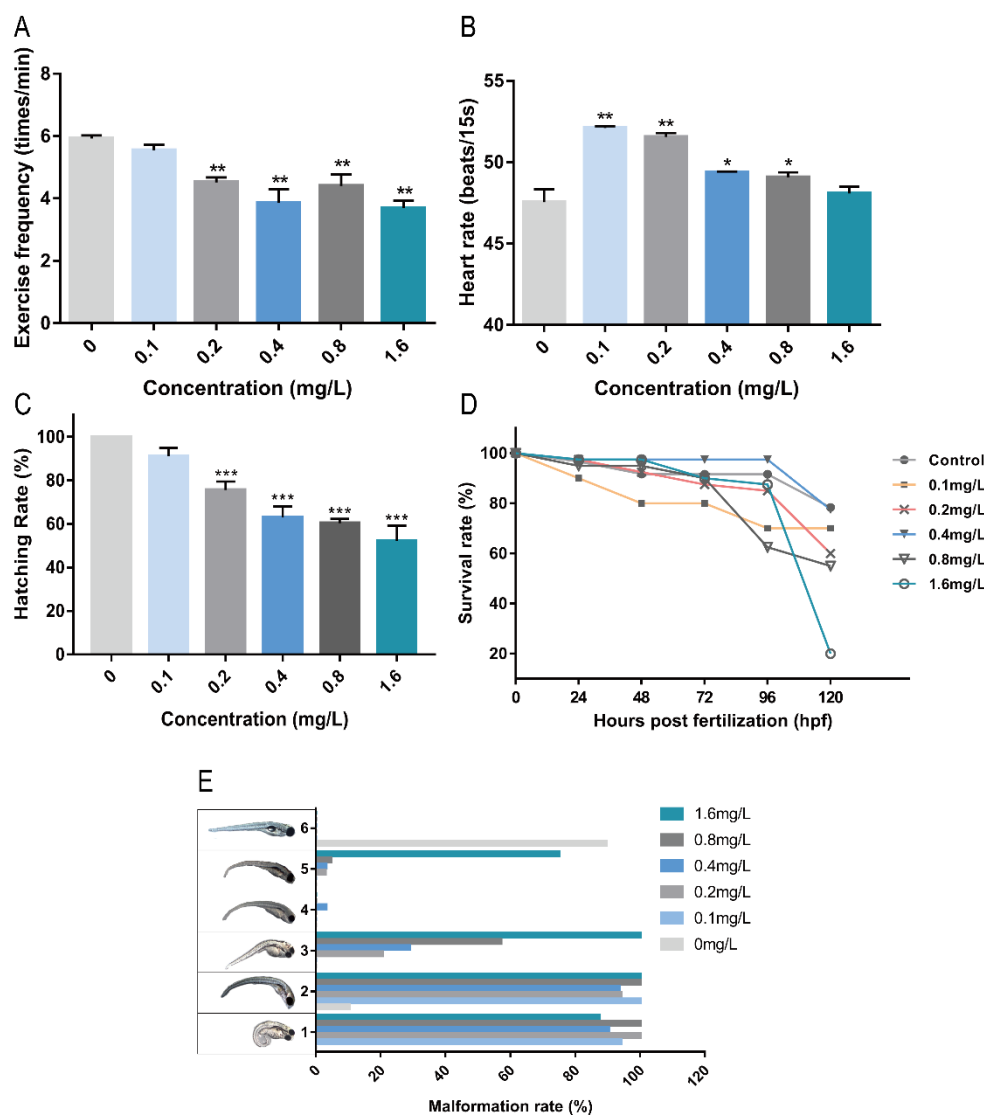 A
Exercise frequency (times/min)
8
6
4
2
0
**
**
**
**
0
0.1
0.2
0.4
0.8
1.6
Concentration (mg/L)
B
Heart rate (beats/15s)
55
50
45
40
**
**
*
*
0
0.1
0.2
0.4
0.8
1.6
Concentration (mg/L)
C
Hatching Rate (%)
100
80
60
40
20
0
***
***
***
***
0
0.1
0.2
0.4
0.8
1.6
Concentration (mg/L)
D
Survival rate (%)
100
80
60
40
20
0
24
48
72
96
120
Hours post fertilization (hpf)
Control
0.1mg/L
0.2mg/L
0.4mg/L
0.8mg/L
1.6mg/L
E
6
5
4
3
2
1
0
20
40
60
80
100
120
Malformation rate (%)
1.6mg/L
0.8mg/L
0.4mg/L
0.2mg/L
0.1mg/L
0mg/L